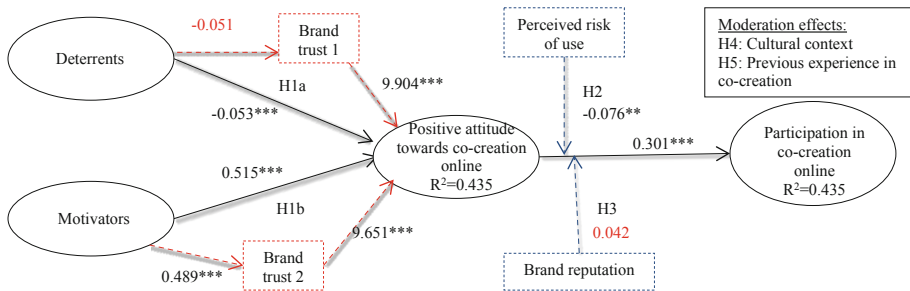 -0.051
Brand
trust 1
Deterrents
H1a
-0.053***
9.904***
Perceived risk
of use
H2
-0.076**
Moderation effects:
H4: Cultural context
H5: Previous experience in
co-creation
Positive attitude
towards co-creation
online
R²=0.435
0.301***
Participation in
co-creation
online
R²=0.435
0.515***
H1b
Motivators
0.489***
Brand
trust 2
9.651***
H3
0.042
Brand reputation